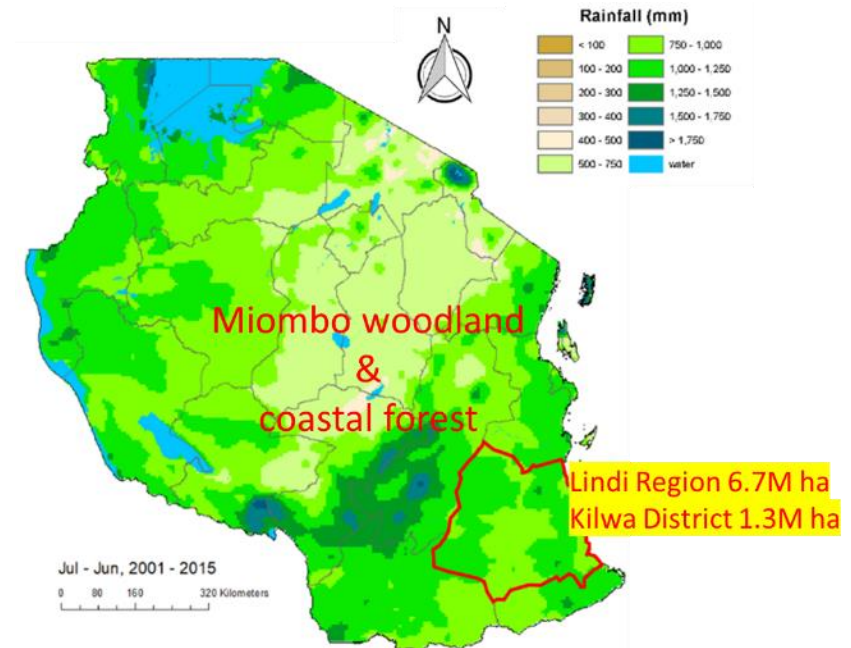 Rainfall (mm)
N
< 100
100 - 200
200 - 300
300 - 400
400 - 500
500 - 750
750 - 1,000
1,000 - 1,250
1,250 - 1,500
1,500 - 1,750
> 1,750
water
Miombo woodland
&
coastal forest
Lindi Region 6.7M ha
Kilwa District 1.3M ha
Jul - Jun, 2001 - 2015
0 80 160 320 Kilometers